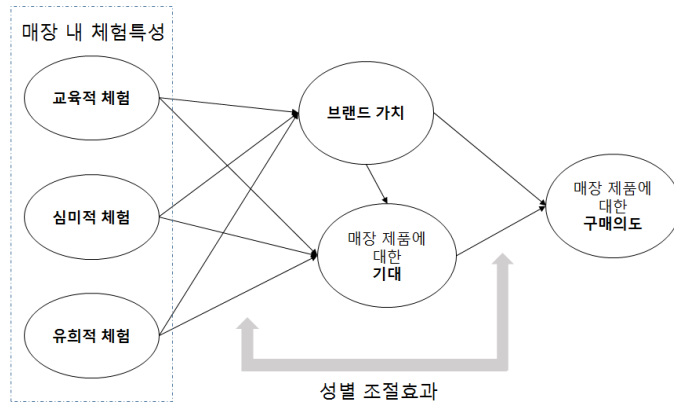 매장 내 체험특성
교육적 체험
심미적 체험
유희적 체험
브랜드 가치
매장 제품에
대한
기대
매장 제품에
대한
구매의도
성별 조절효과